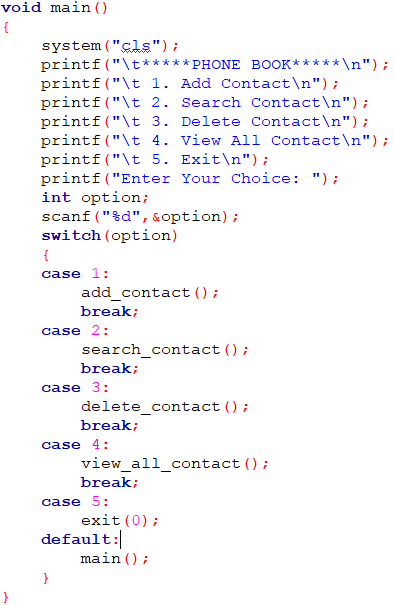 void main()
{
    system("cls");
    printf("\t*****PHONE BOOK*****\n");
    printf("\t 1. Add Contact\n");
    printf("\t 2. Search Contact\n");
    printf("\t 3. Delete Contact\n");
    printf("\t 4. View All Contact\n");
    printf("\t 5. Exit\n");
    printf("Enter Your Choice: ");
    int option;
    scanf("%d",&option);
    switch(option)
    {
    case 1:
        add_contact();
        break;
    case 2:
        search_contact();
        break;
    case 3:
        delete_contact();
        break;
    case 4:
        view_all_contact();
        break;
    case 5:
        exit(0);
    default:
        main();
    }
}